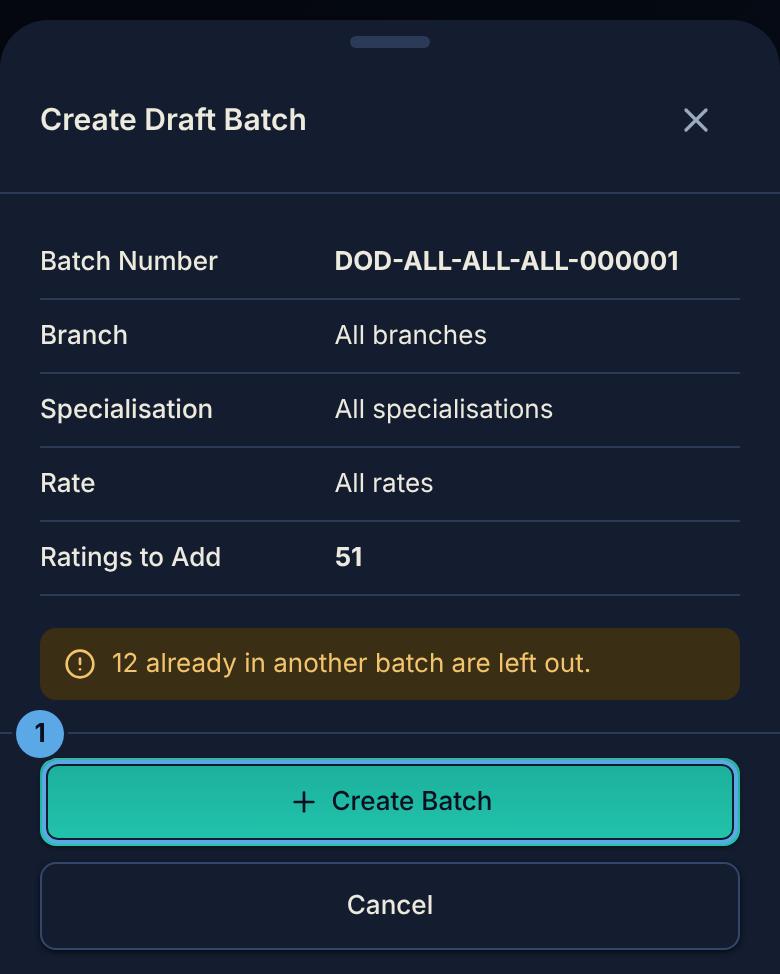 Create Draft Batch
Batch Number DOD-ALL-ALL-ALL-000001
Branch All branches
Specialisation All specialisations
Rate All rates
Ratings to Add 51
12 already in another batch are left out.
1
Create Batch
Cancel